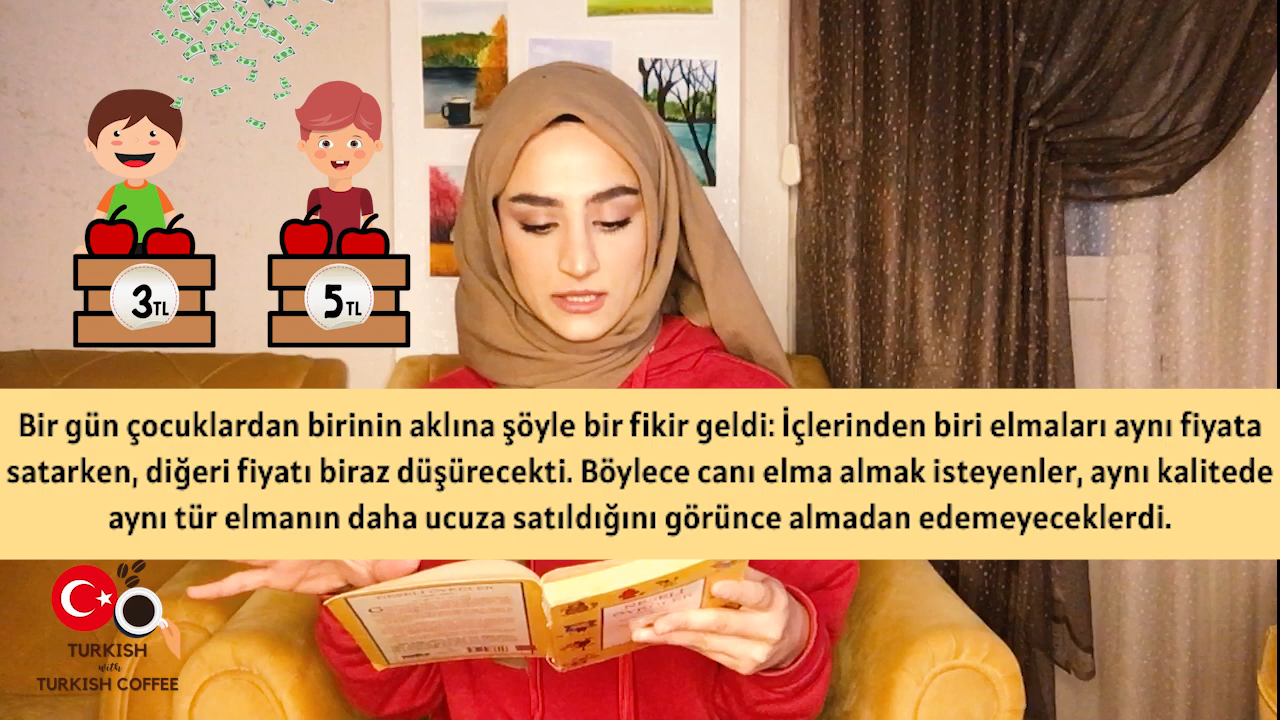 3TL
5TL
Bir gün çocuklardan birinin aklına şöyle bir fikir geldi: İçlerinden biri elmaları aynı fiyata
satarken, diğeri fiyatı biraz düşürecekti. Böylece canı elma almak isteyenler, aynı kalitede
aynı tür elmanın daha ucuza satıldığını görünce almadan edemeyeceklerdi.
TURKISH
with
TURKISH COFFEE